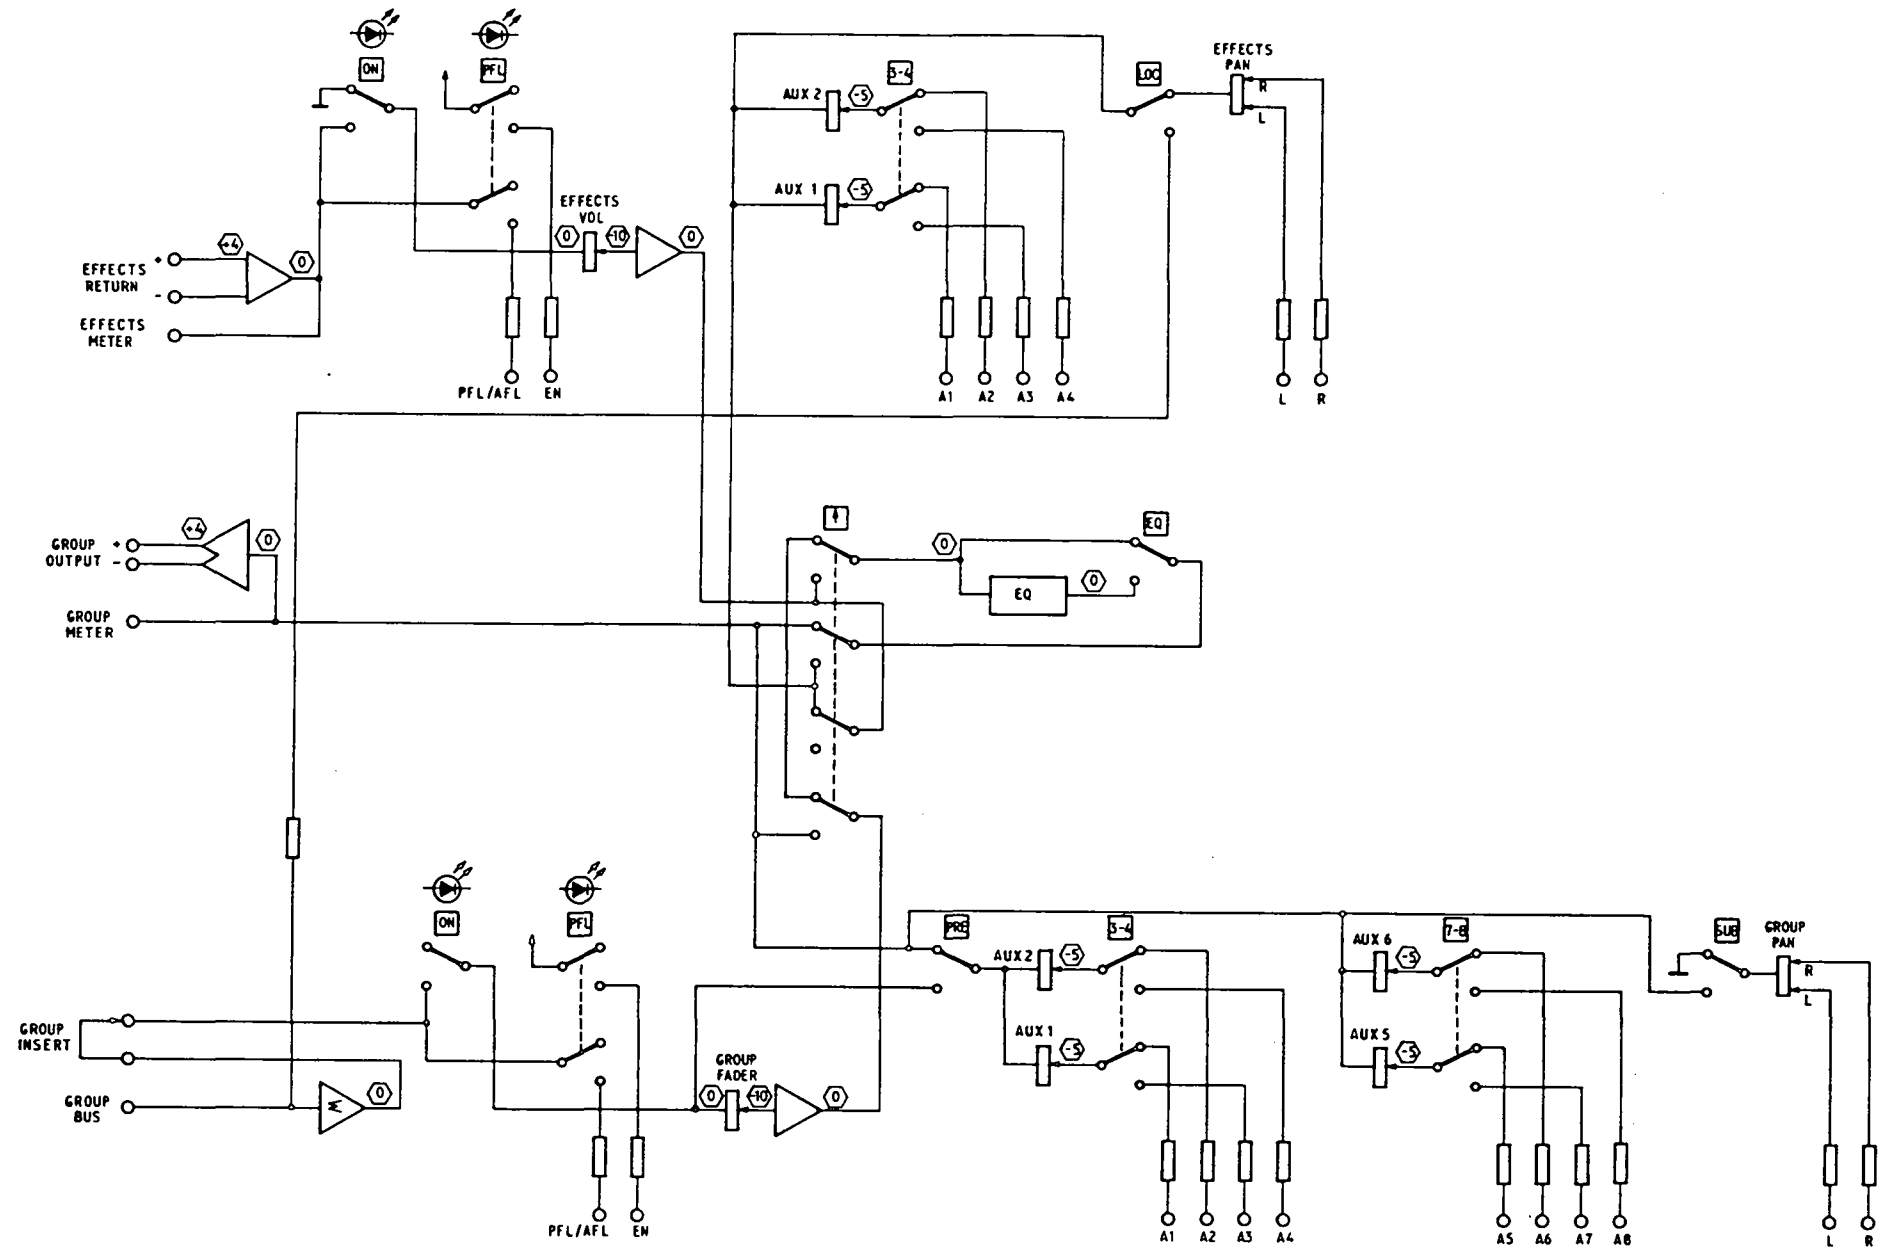 ON
PFL
EFFECTS
PAN
R
L
LOC
3-4
AUX 2
-5
AUX 1
-5
EFFECTS
VOL
0
-10
0
+4
0
EFFECTS
RETURN
+
-
EFFECTS
METER
PFL/AFL
EN
A1
A2
A3
A4
L
R
GROUP
OUTPUT
+
-
+4
0
GROUP
METER
0
EQ
EQ
0
ON
PFL
PRE
3-4
AUX 2
-5
AUX 1
-5
AUX 6
-5
7-8
AUX 5
-5
SUB
GROUP
PAN
R
L
GROUP
INSERT
GROUP
BUS
Σ
0
GROUP
FADER
0
-10
0
PFL/AFL
EN
A1
A2
A3
A4
A5
A6
A7
A8
L
R